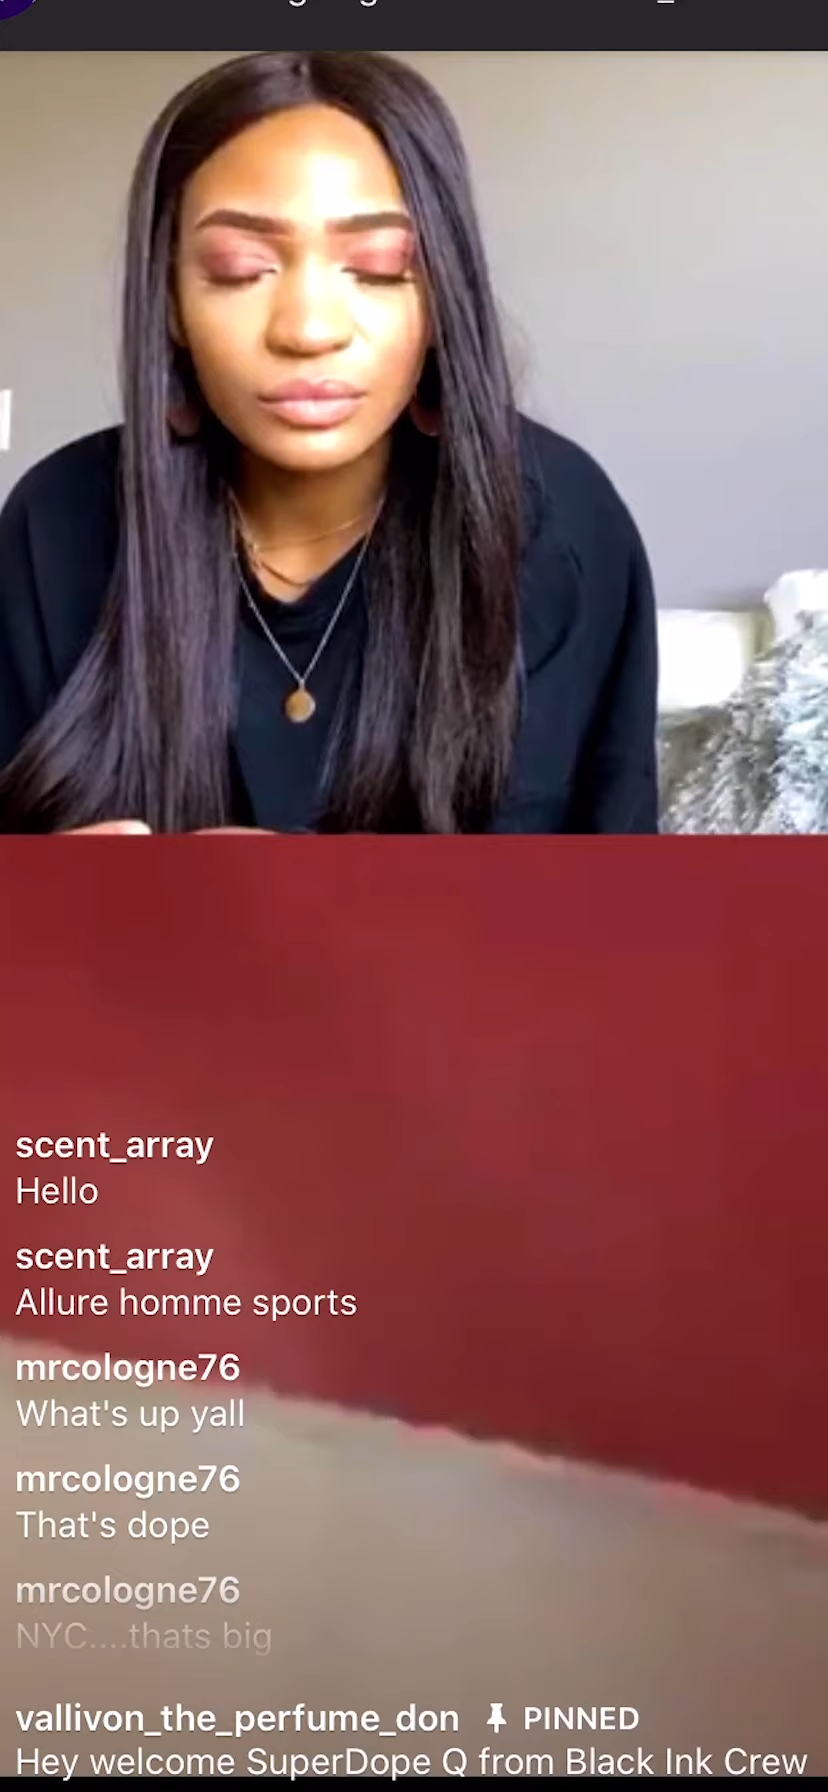 scent_array
Hello
scent_array
Allure homme sports
mrcologne76
What's up yall
mrcologne76
That's dope
mrcologne76
NYC....thats big
vallivon_the_perfume_don PINNED
Hey welcome SuperDope Q from Black Ink Crew